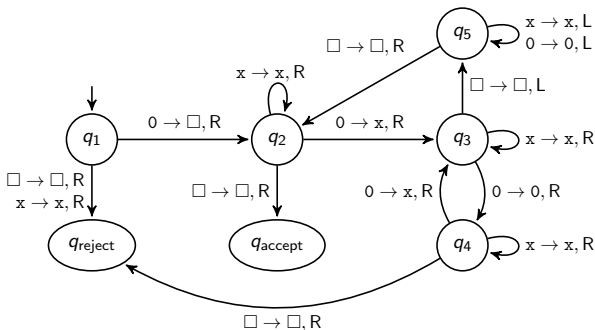 q5
x → x, L
0 → 0, L
□ → □, R
x → x, R
□ → □, L
0 → □, R
0 → x, R
q1
q2
q3
x → x, R
□ → □, R
x → x, R
□ → □, R
0 → x, R
0 → 0, R
qreject
qaccept
q4
x → x, R
□ → □, R